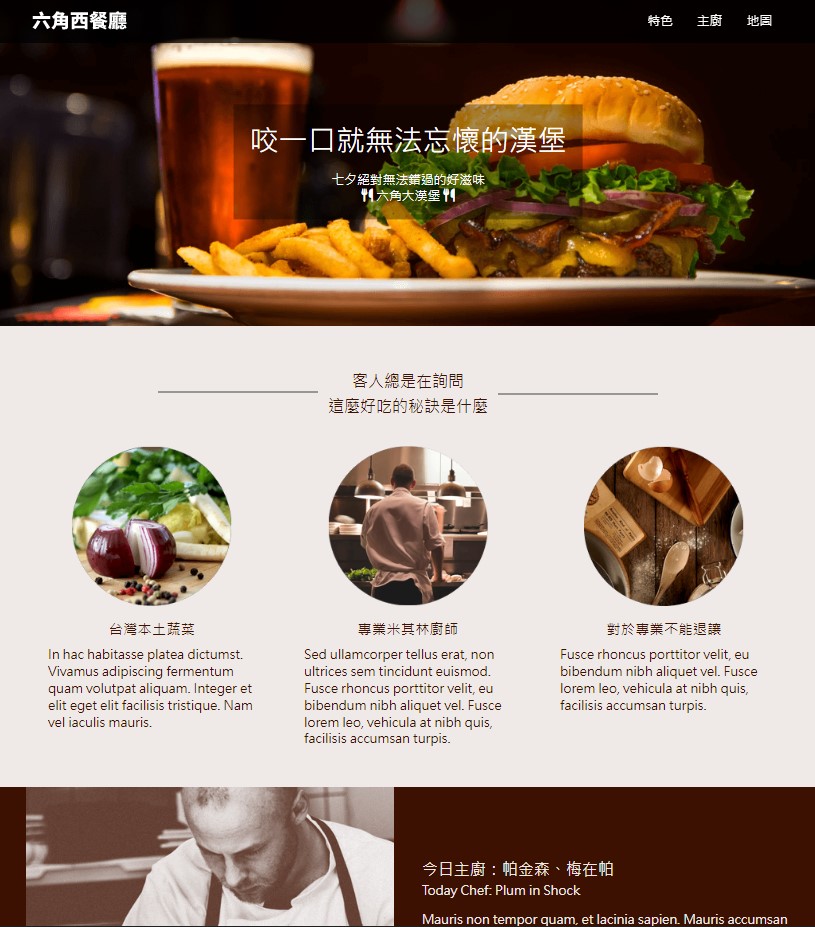 六角西餐廳
特色 主廚 地圖
咬一口就無法忘懷的漢堡
七夕絕對無法錯過的好滋味
六角大漢堡
客人總是在詢問
這麼好吃的秘訣是什麼
台灣本土蔬菜
In hac habitasse platea dictumst.
Vivamus adipiscing fermentum
quam volutpat aliquam. Integer et
elit eget elit facilisis tristique. Nam
vel iaculis mauris.
專業米其林廚師
Sed ullamcorper tellus erat, non
ultrices sem tincidunt euismod.
Fusce rhoncus porttitor velit, eu
bibendum nibh aliquet vel. Fusce
lorem leo, vehicula at nibh quis,
facilisis accumsan turpis.
對於專業不能退讓
Fusce rhoncus porttitor velit, eu
bibendum nibh aliquet vel. Fusce
lorem leo, vehicula at nibh quis,
facilisis accumsan turpis.
今日主廚：帕金森、梅在帕
Today Chef: Plum in Shock
Mauris non tempor quam, et lacinia sapien. Mauris accumsan